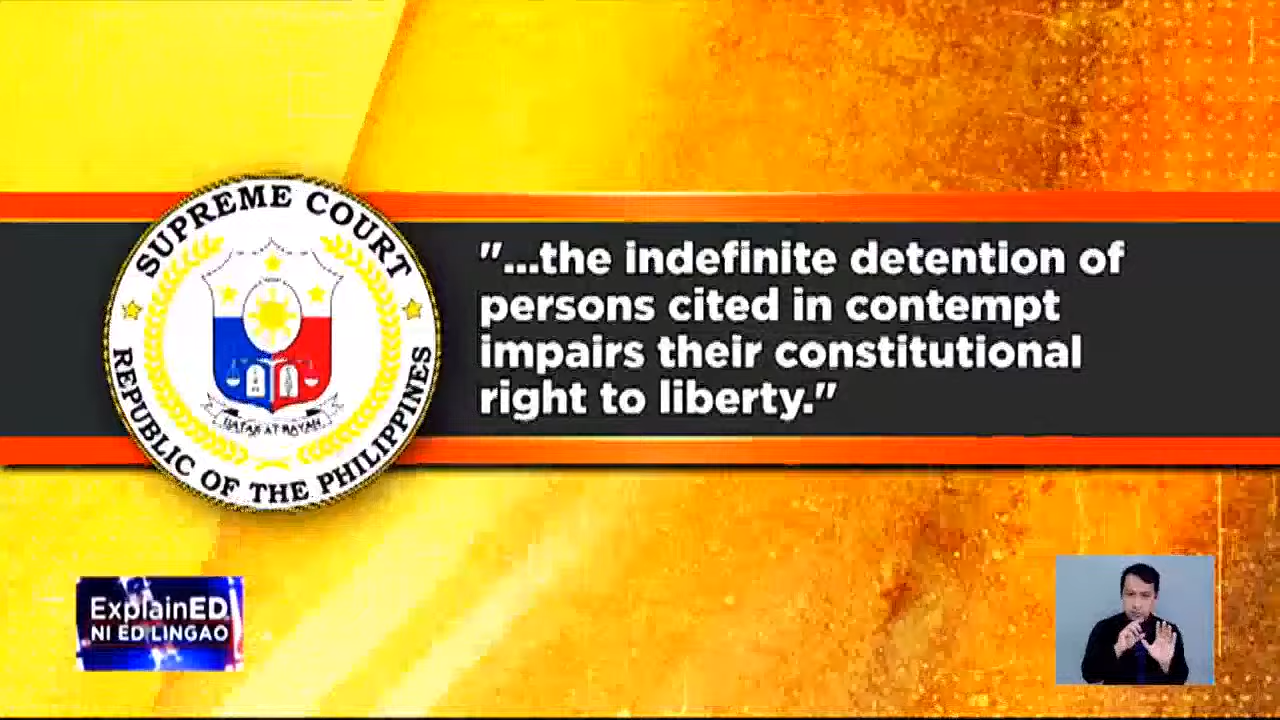 SUPREME COURT
REPUBLIC OF THE PHILIPPINES
BATAS AT BAYAN
"...the indefinite detention of
persons cited in contempt
impairs their constitutional
right to liberty."
ExplainED
NI ED LINGAO